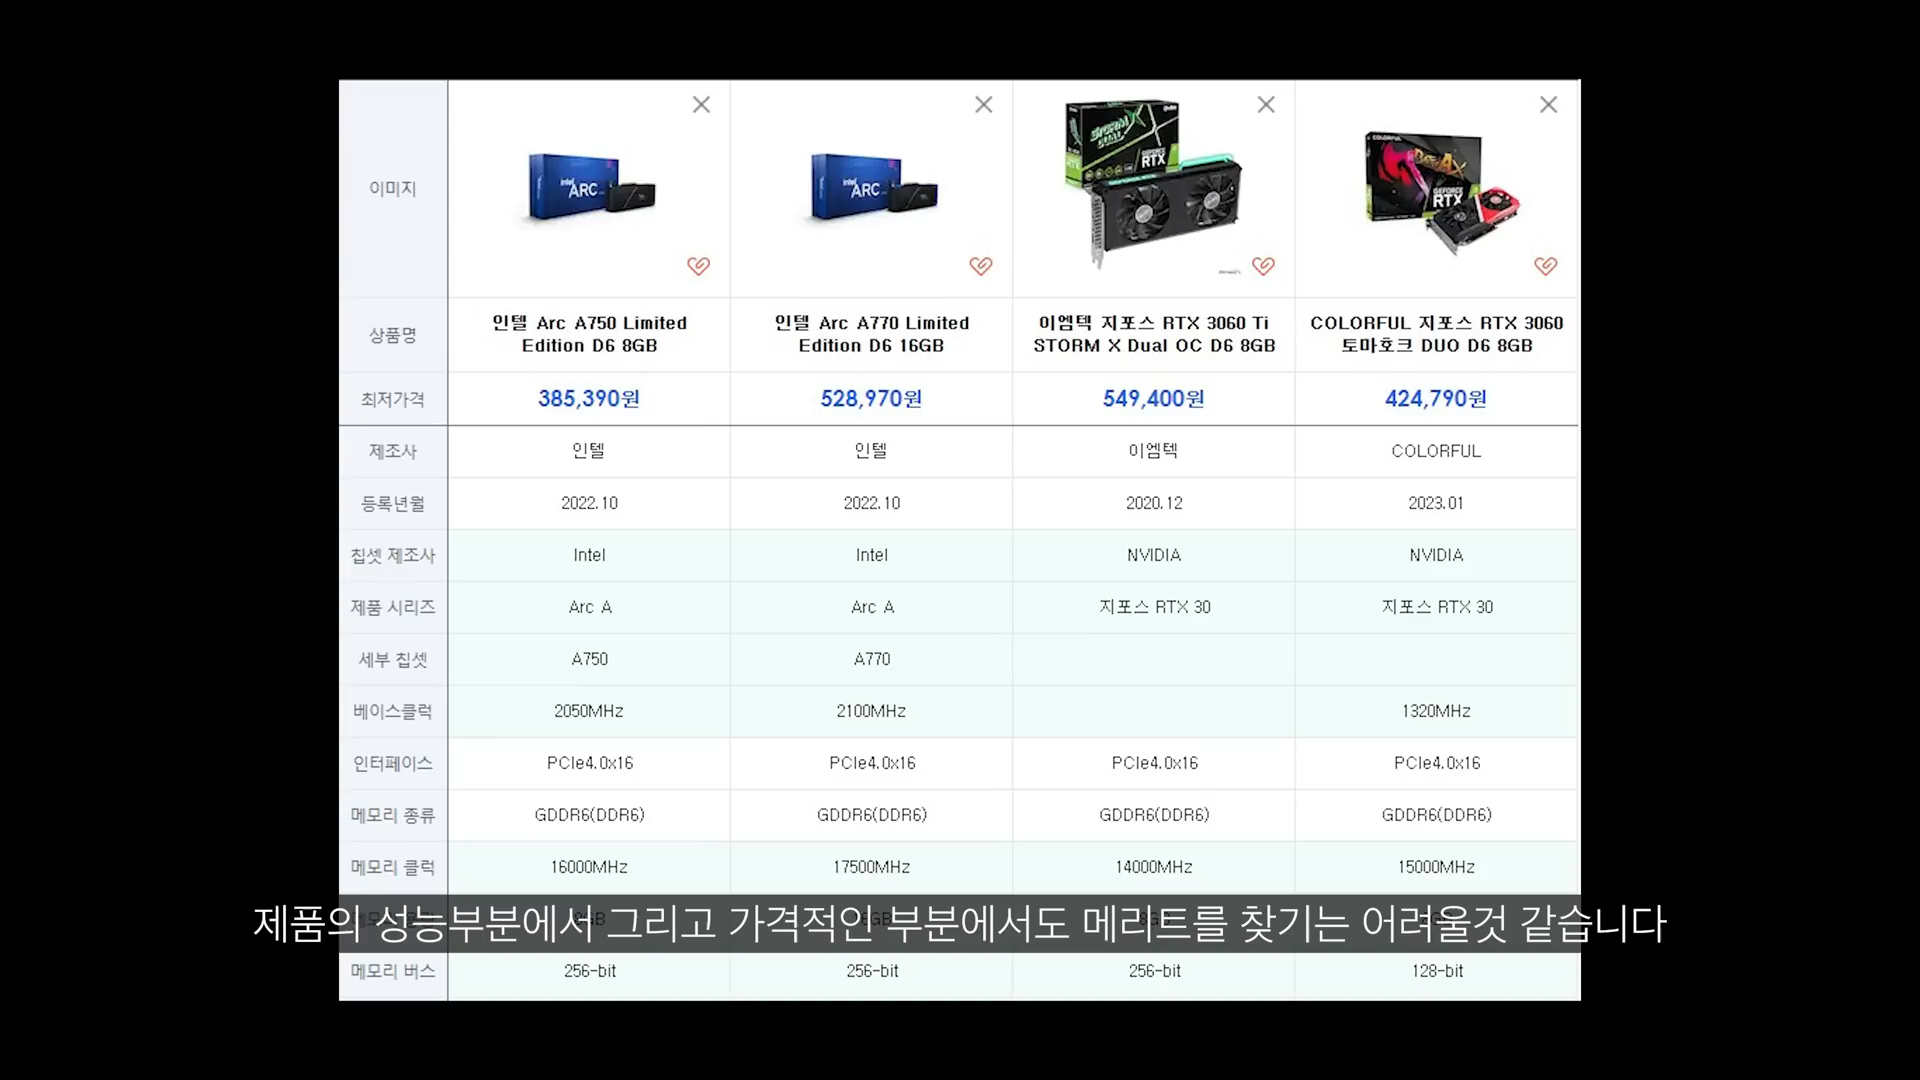 이미지
intel ARC
intel ARC
STORM X DUAL
GEFORCE RTX
COLORFUL
GEFORCE RTX
상품명
인텔 Arc A750 Limited
Edition D6 8GB
인텔 Arc A770 Limited
Edition D6 16GB
이엠텍 지포스 RTX 3060 Ti
STORM X Dual OC D6 8GB
COLORFUL 지포스 RTX 3060
토마호크 DUO D6 8GB
최저가격 385,390원 528,970원 549,400원 424,790원
제조사 인텔 인텔 이엠텍 COLORFUL
등록년월 2022.10 2022.10 2020.12 2023.01
칩셋 제조사 Intel Intel NVIDIA NVIDIA
제품 시리즈 Arc A Arc A 지포스 RTX 30 지포스 RTX 30
세부 칩셋 A750 A770
베이스클럭 2050MHz 2100MHz 1320MHz
인터페이스 PCIe4.0x16 PCIe4.0x16 PCIe4.0x16 PCIe4.0x16
메모리 종류 GDDR6(DDR6) GDDR6(DDR6) GDDR6(DDR6) GDDR6(DDR6)
메모리 클럭 16000MHz 17500MHz 14000MHz 15000MHz
제품의 성능부분에서 그리고 가격적인 부분에서도 메리트를 찾기는 어려울것 같습니다
메모리 버스 256-bit 256-bit 256-bit 128-bit